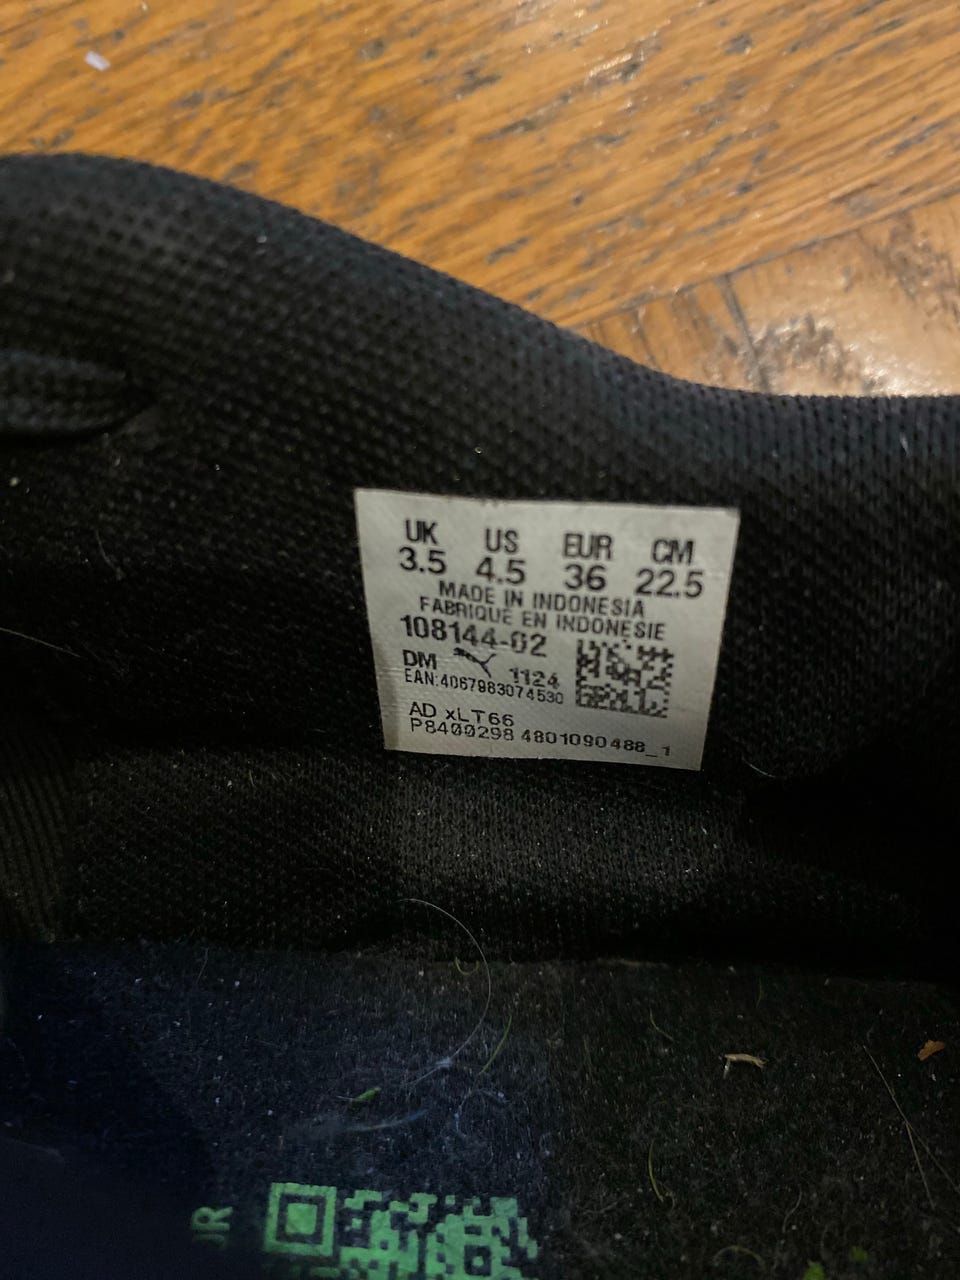 UK US EUR CM
3.5 4.5 36 22.5
MADE IN INDONESIA
FABRIQUE EN INDONESIE
108144-02
DM 1124
EAN:4067983074530
AD xLT66
P8400298 4801090488_1